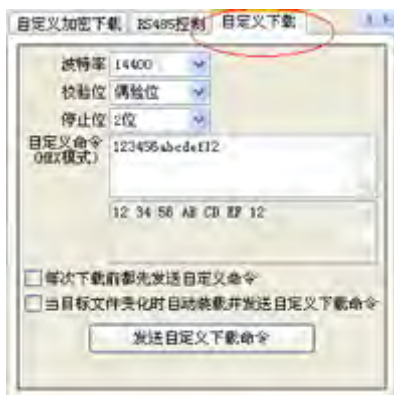 自定义加密下载 RS485控制 自定义下载
波特率 14400
校验位 偶验位
停止位 2位
自定义命令 123456abcdef12
(HEX模式)
12 34 56 AB CD EF 12
每次下载前都先发送自定义命令
当目标文件变化时自动装载并发送自定义下载命令
发送自定义下载命令